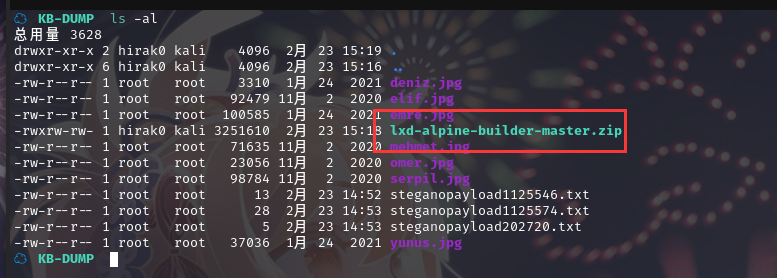 KB-DUMP ls -al
总用量 3628
drwxr-xr-x 2 hirak0 kali 4096 2月 23 15:19 .
drwxr-xr-x 6 hirak0 kali 4096 2月 23 15:16 ..
-rw-r--r-- 1 root root 3310 1月 24 2021 deniz.jpg
-rw-r--r-- 1 root root 92479 11月 2 2020 elif.jpg
-rw-r--r-- 1 root root 100585 1月 24 2021 emre.jpg
-rwxrw-rw- 1 hirak0 kali 3251610 2月 23 15:18 lxd-alpine-builder-master.zip
-rw-r--r-- 1 root root 71635 11月 2 2020 mehmet.jpg
-rw-r--r-- 1 root root 23056 11月 2 2020 omer.jpg
-rw-r--r-- 1 root root 98784 11月 2 2020 serpil.jpg
-rw-r--r-- 1 root root 13 2月 23 14:52 steganopayload1125546.txt
-rw-r--r-- 1 root root 28 2月 23 14:53 steganopayload1125574.txt
-rw-r--r-- 1 root root 5 2月 23 14:53 steganopayload202720.txt
-rw-r--r-- 1 root root 37036 1月 24 2021 yunus.jpg
KB-DUMP